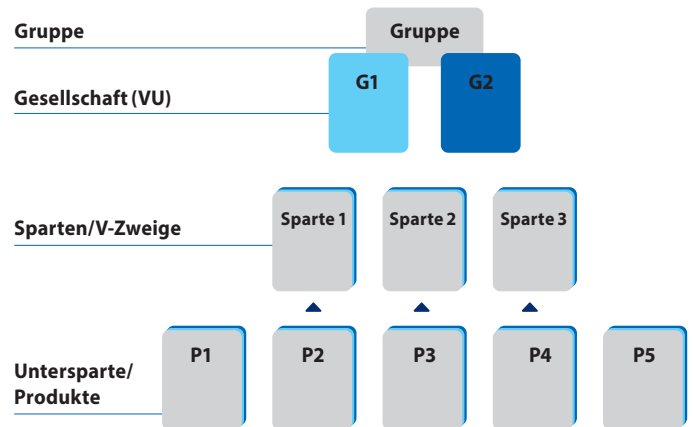 Gruppe
Gruppe
G1
G2
Gesellschaft (VU)
Sparte 1
Sparte 2
Sparte 3
Sparten/V-Zweige
P1
P2
P3
P4
P5
Untersparte/
Produkte